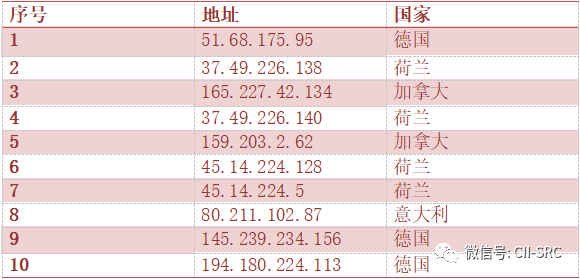 序号 地址 国家
1 51.68.175.95 德国
2 37.49.226.138 荷兰
3 165.227.42.134 加拿大
4 37.49.226.140 荷兰
5 159.203.2.62 加拿大
6 45.14.224.128 荷兰
7 45.14.224.5 荷兰
8 80.211.102.87 意大利
9 145.239.234.156 德国
微信号: CII-SRC
10 194.180.224.113 德国